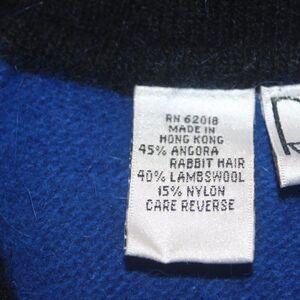 RN 62018
MADE IN
HONG KONG
45% ANGORA
RABBIT HAIR
40% LAMBSWOOL
15% NYLON
CARE REVERSE